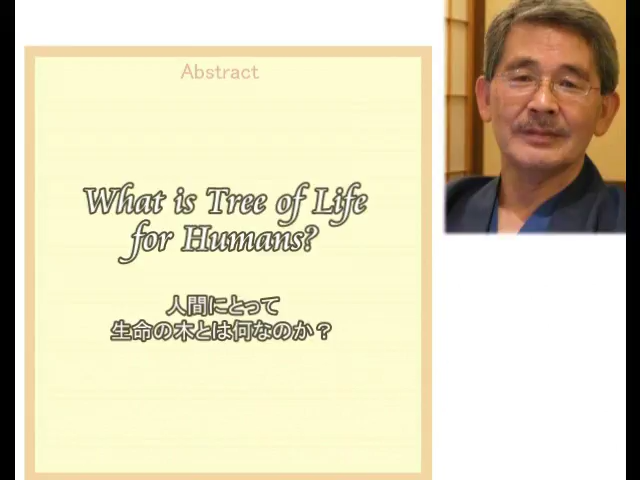 Abstract
What is Tree of Life
for Humans?
人間にとって
生命の木とは何なのか？